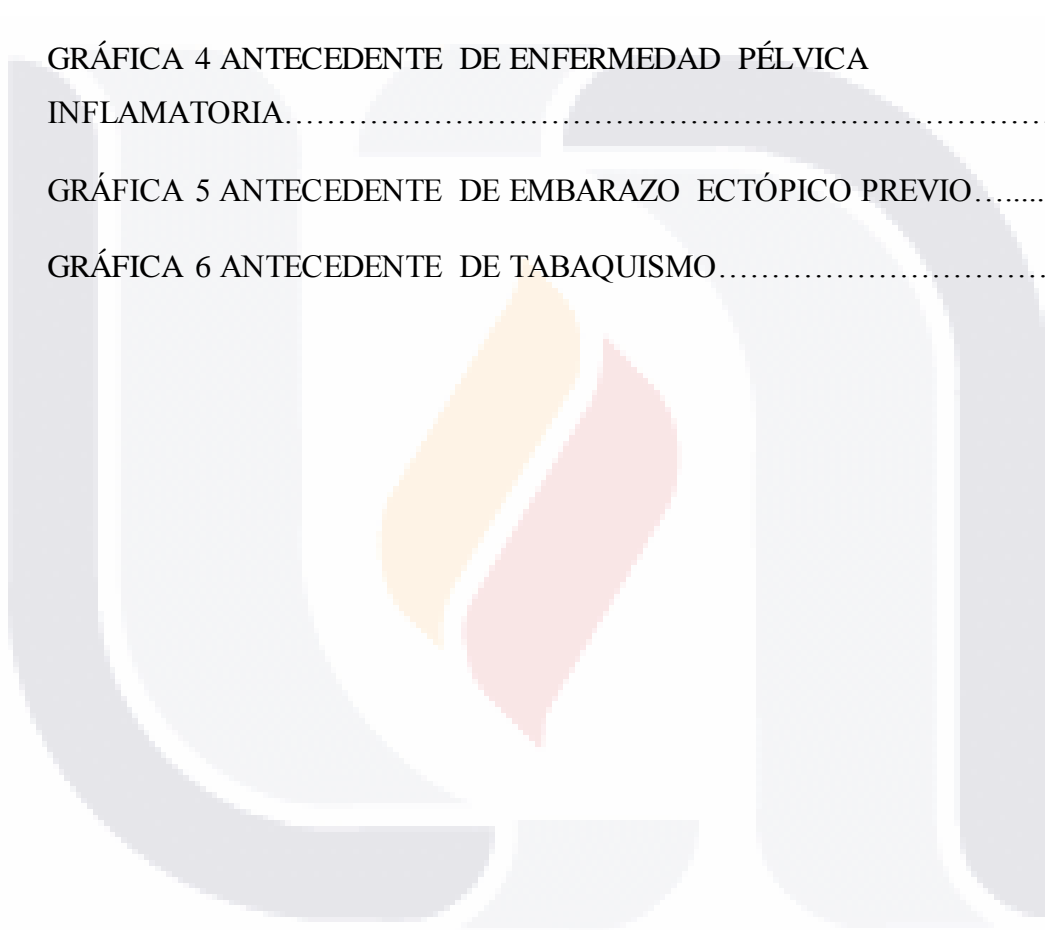 GRÁFICA 4 ANTECEDENTE DE ENFERMEDAD PÉLVICA
INFLAMATORIA……………………………………………………………
GRÁFICA 5 ANTECEDENTE DE EMBARAZO ECTÓPICO PREVIO….....
GRÁFICA 6 ANTECEDENTE DE TABAQUISMO…………………………